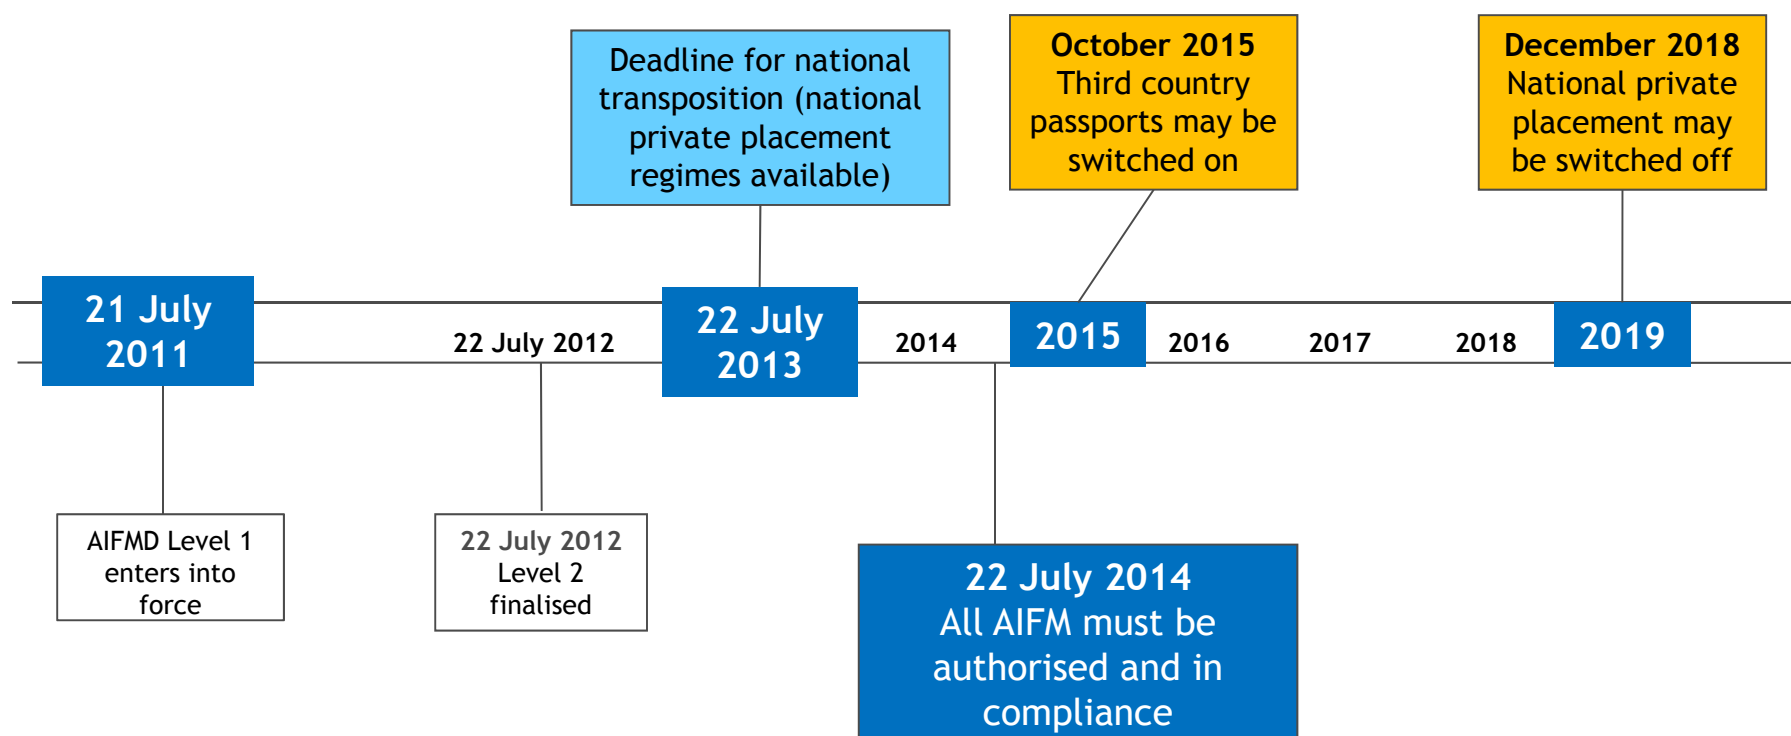 Deadline for national
transposition (national
private placement
regimes available)
October 2015
Third country
passports may be
switched on
December 2018
National private
placement may
be switched off
21 July
2011
22 July 2012
22 July
2013
2014
2015
2016
2017
2018
2019
AIFMD Level 1
enters into
force
22 July 2012
Level 2
finalised
22 July 2014
All AIFM must be
authorised and in
compliance